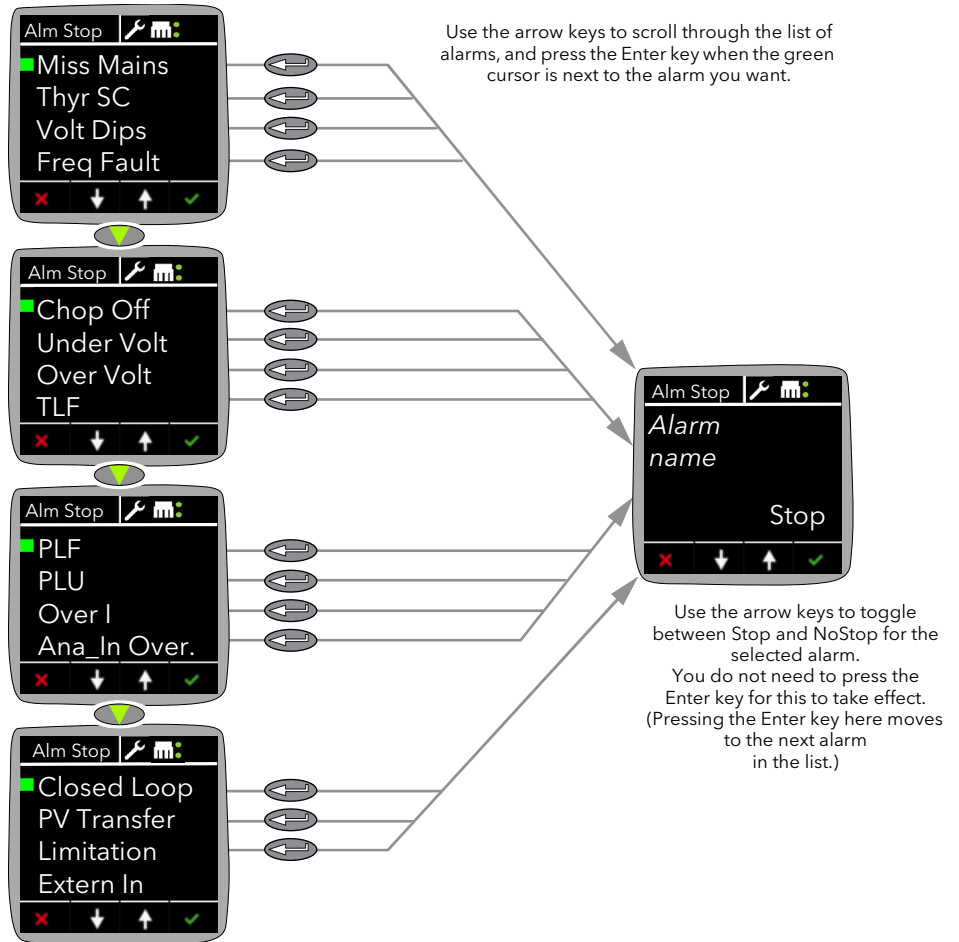 Alm Stop
Miss Mains
Thyr SC
Volt Dips
Freq Fault
Use the arrow keys to scroll through the list of
alarms, and press the Enter key when the green
cursor is next to the alarm you want.
Alm Stop
Chop Off
Under Volt
Over Volt
TLF
Alm Stop
PLF
PLU
Over I
Ana_In Over.
Alm Stop
Closed Loop
PV Transfer
Limitation
Extern In
Alm Stop
Alarm
name
Stop
Use the arrow keys to toggle
between Stop and NoStop for the
selected alarm.
You do not need to press the
Enter key for this to take effect.
(Pressing the Enter key here moves
to the next alarm
in the list.)